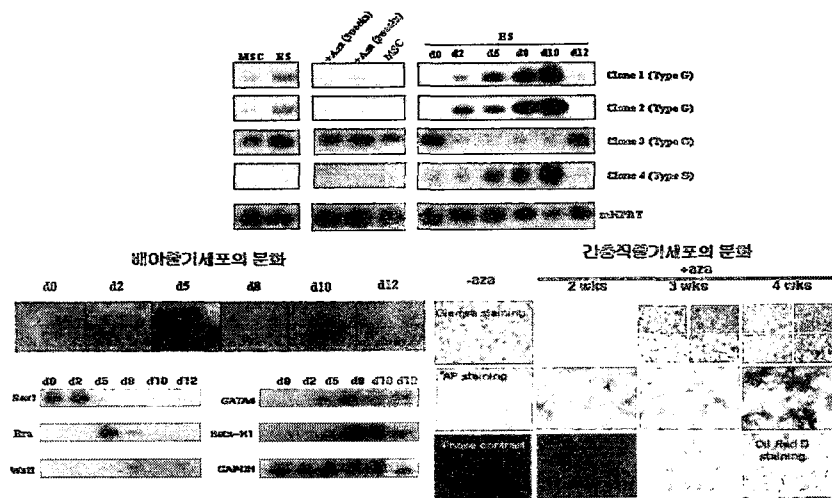 ES
+Aza (3weeks)
MSC
MSC ES
d0 d2 d5 d8 d10 d12
Clone 1 (Type G)
Clone 2 (Type G)
Clone 3 (Type C)
Clone 4 (Type S)
mHPRT
배아줄기세포의 분화
d0 d2 d5 d8 d10 d12
간충직줄기세포의 분화
+aza
-aza 2 wks 3 wks 4 wks
Giemsa staining
AP staining
Phase contrast
Oil Red O
staining
d0 d2 d5 d8 d10 d12
d0 d2 d5 d8 d10 d12
GATA4
Bra
Beta-H1
GAPDH